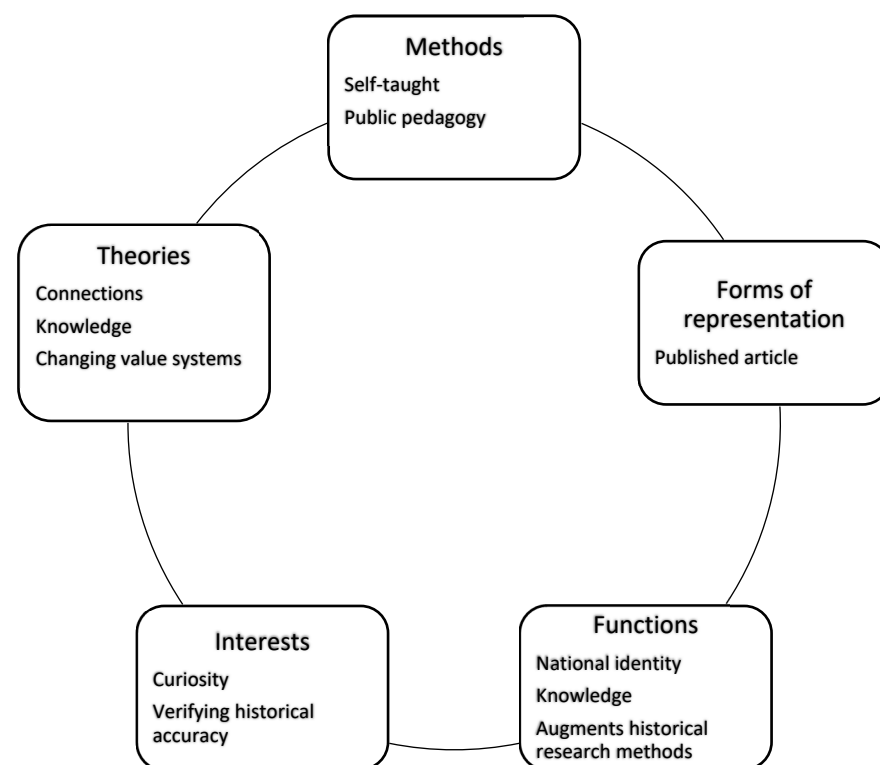 Methods
Self-taught
Public pedagogy
Theories
Connections
Knowledge
Changing value systems
Forms of
representation
Published article
Interests
Curiosity
Verifying historical
accuracy
Functions
National identity
Knowledge
Augments historical
research methods